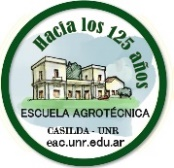 Hacia los 125 años
ESCUELA AGROTÉCNICA
CASILDA - UNR
eac.unr.edu.ar